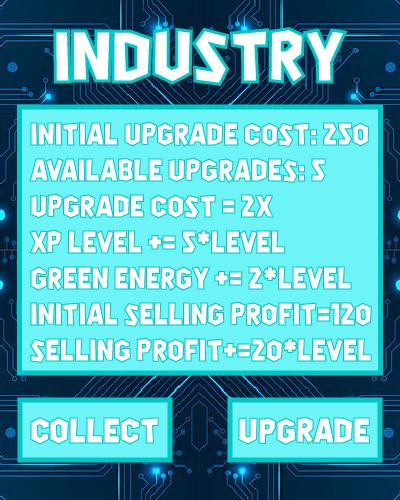 INDUSTRY
INITIAL UPGRADE COST: 250
AVAILABLE UPGRADES: 5
UPGRADE COST = 2X
XP LEVEL += 5*LEVEL
GREEN ENERGY += 2*LEVEL
INITIAL SELLING PROFIT=120
SELLING PROFIT+=20*LEVEL
COLLECT
UPGRADE